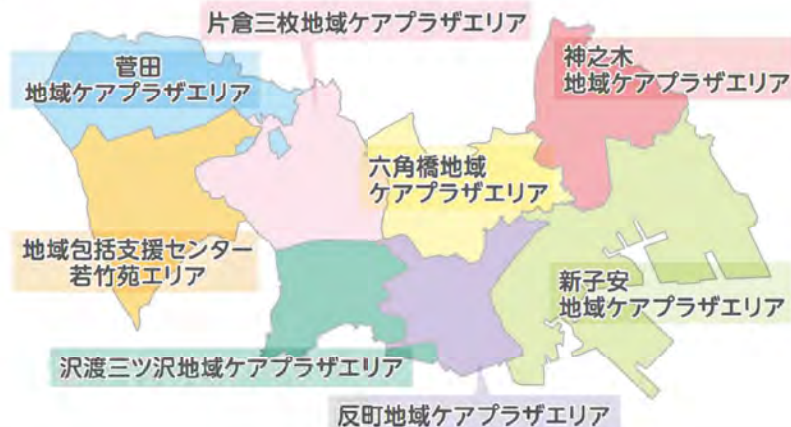 片倉三枚地域ケアプラザエリア
菅田
地域ケアプラザエリア
神之木
地域ケアプラザエリア
六角橋地域
ケアプラザエリア
地域包括支援センター
若竹苑エリア
新子安
地域ケアプラザエリア
沢渡三ツ沢地域ケアプラザエリア
反町地域ケアプラザエリア